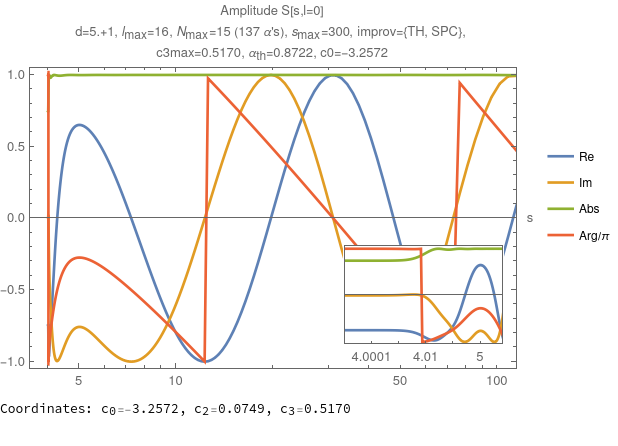 Amplitude S[s,l=0]
d=5.+1, lmax=16, Nmax=15 (137 α's), smax=300, improv={TH, SPC},
c3max=0.5170, αth=0.8722, c0=-3.2572
1.0
0.5
0.0
-0.5
-1.0
5
10
50
100
s
Re
Im
Abs
Arg/π
4.0001
4.01
5
Coordinates: c0=-3.2572, c2=0.0749, c3=0.5170